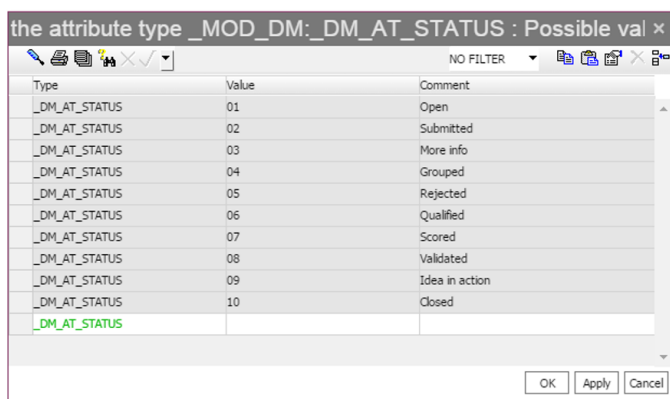 the attribute type _MOD_DM:_DM_AT_STATUS : Possible val ×
NO FILTER
Type Value Comment
_DM_AT_STATUS 01 Open
_DM_AT_STATUS 02 Submitted
_DM_AT_STATUS 03 More info
_DM_AT_STATUS 04 Grouped
_DM_AT_STATUS 05 Rejected
_DM_AT_STATUS 06 Qualified
_DM_AT_STATUS 07 Scored
_DM_AT_STATUS 08 Validated
_DM_AT_STATUS 09 Idea in action
_DM_AT_STATUS 10 Closed
_DM_AT_STATUS
OK Apply Cancel